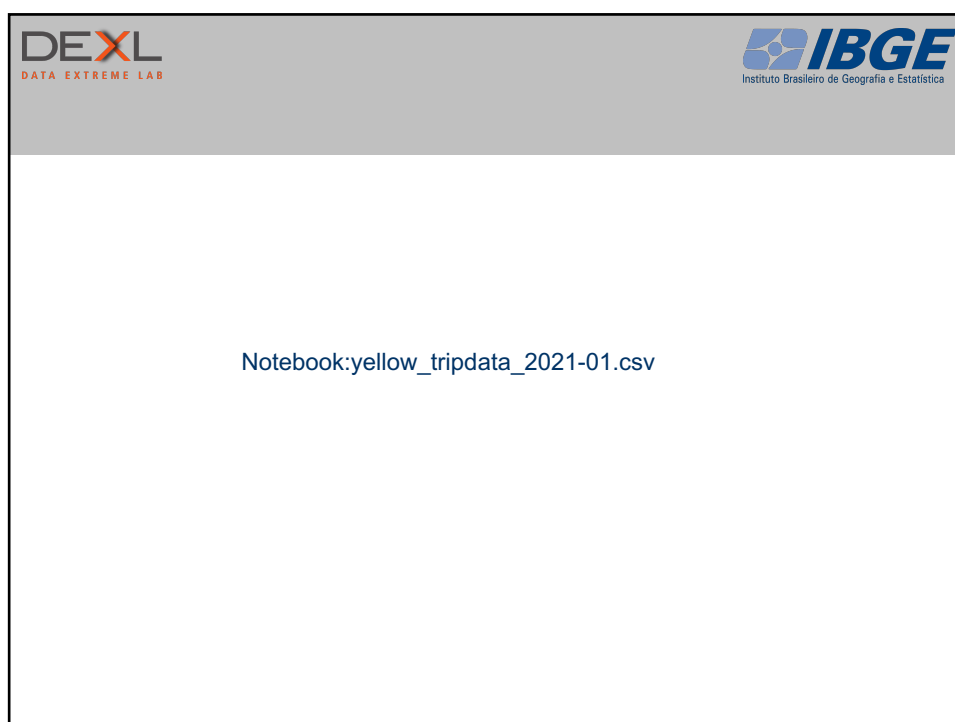 DEXL
DATA EXTREME LAB
IBGE
Instituto Brasileiro de Geografia e Estatística
Notebook:yellow_tripdata_2021-01.csv